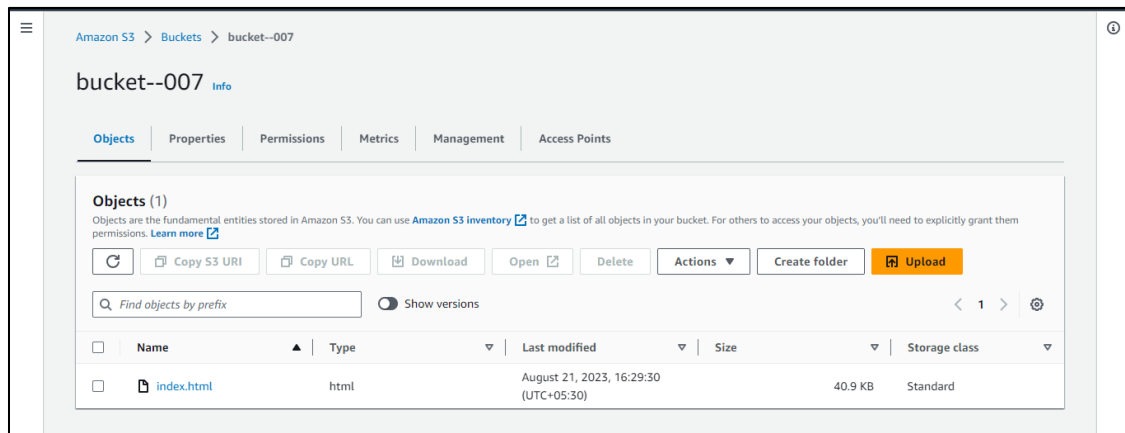 Amazon S3 > Buckets > bucket--007
bucket--007 Info
Objects Properties Permissions Metrics Management Access Points
Objects (1)
Objects are the fundamental entities stored in Amazon S3. You can use Amazon S3 inventory to get a list of all objects in your bucket. For others to access your objects, you'll need to explicitly grant them
permissions. Learn more
Copy S3 URI Copy URL Download Open Delete Actions Create folder Upload
Find objects by prefix Show versions 1
Name Type Last modified Size Storage class
index.html html August 21, 2023, 16:29:30 40.9 KB Standard
(UTC+05:30)